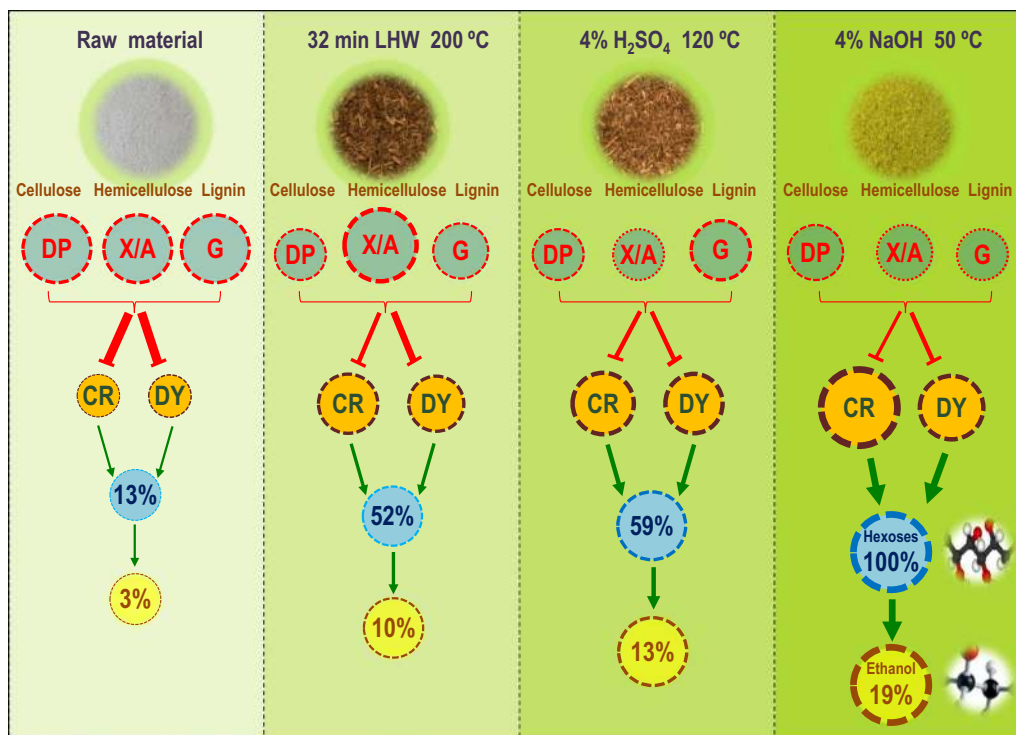 Raw material
Cellulose Hemicellulose Lignin
DP X/A G
CR DY
13%
3%
32 min LHW 200 ºC
Cellulose Hemicellulose Lignin
DP X/A G
CR DY
52%
10%
4% H₂SO₄ 120 ºC
Cellulose Hemicellulose Lignin
DP X/A G
CR DY
59%
13%
4% NaOH 50 ºC
Cellulose Hemicellulose Lignin
DP X/A G
CR DY
Hexoses
100%
Ethanol
19%